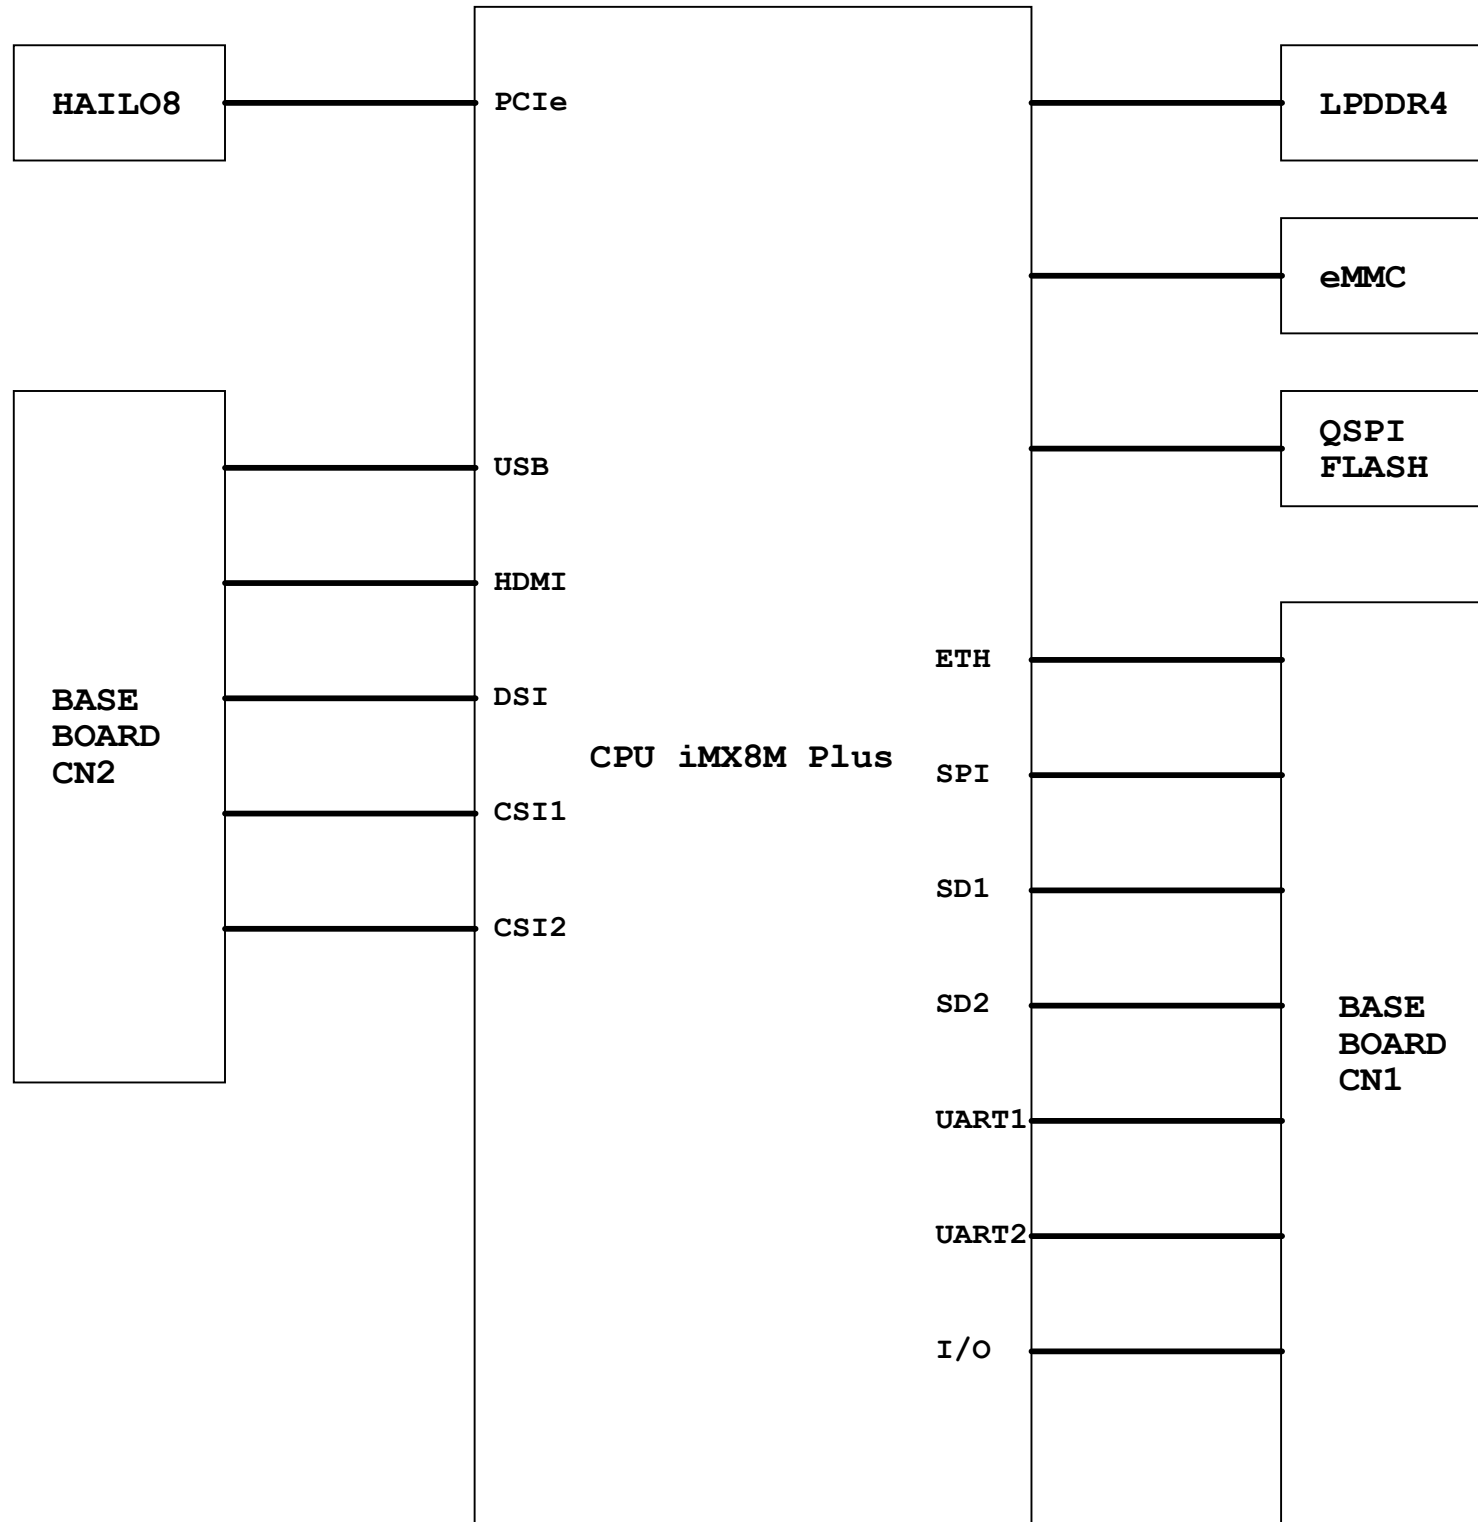 HAILO8
PCIe
LPDDR4
eMMC
QSPI
FLASH
USB
HDMI
DSI
CSI1
CSI2
BASE
BOARD
CN2
CPU iMX8M Plus
ETH
SPI
SD1
SD2
UART1
UART2
I/O
BASE
BOARD
CN1